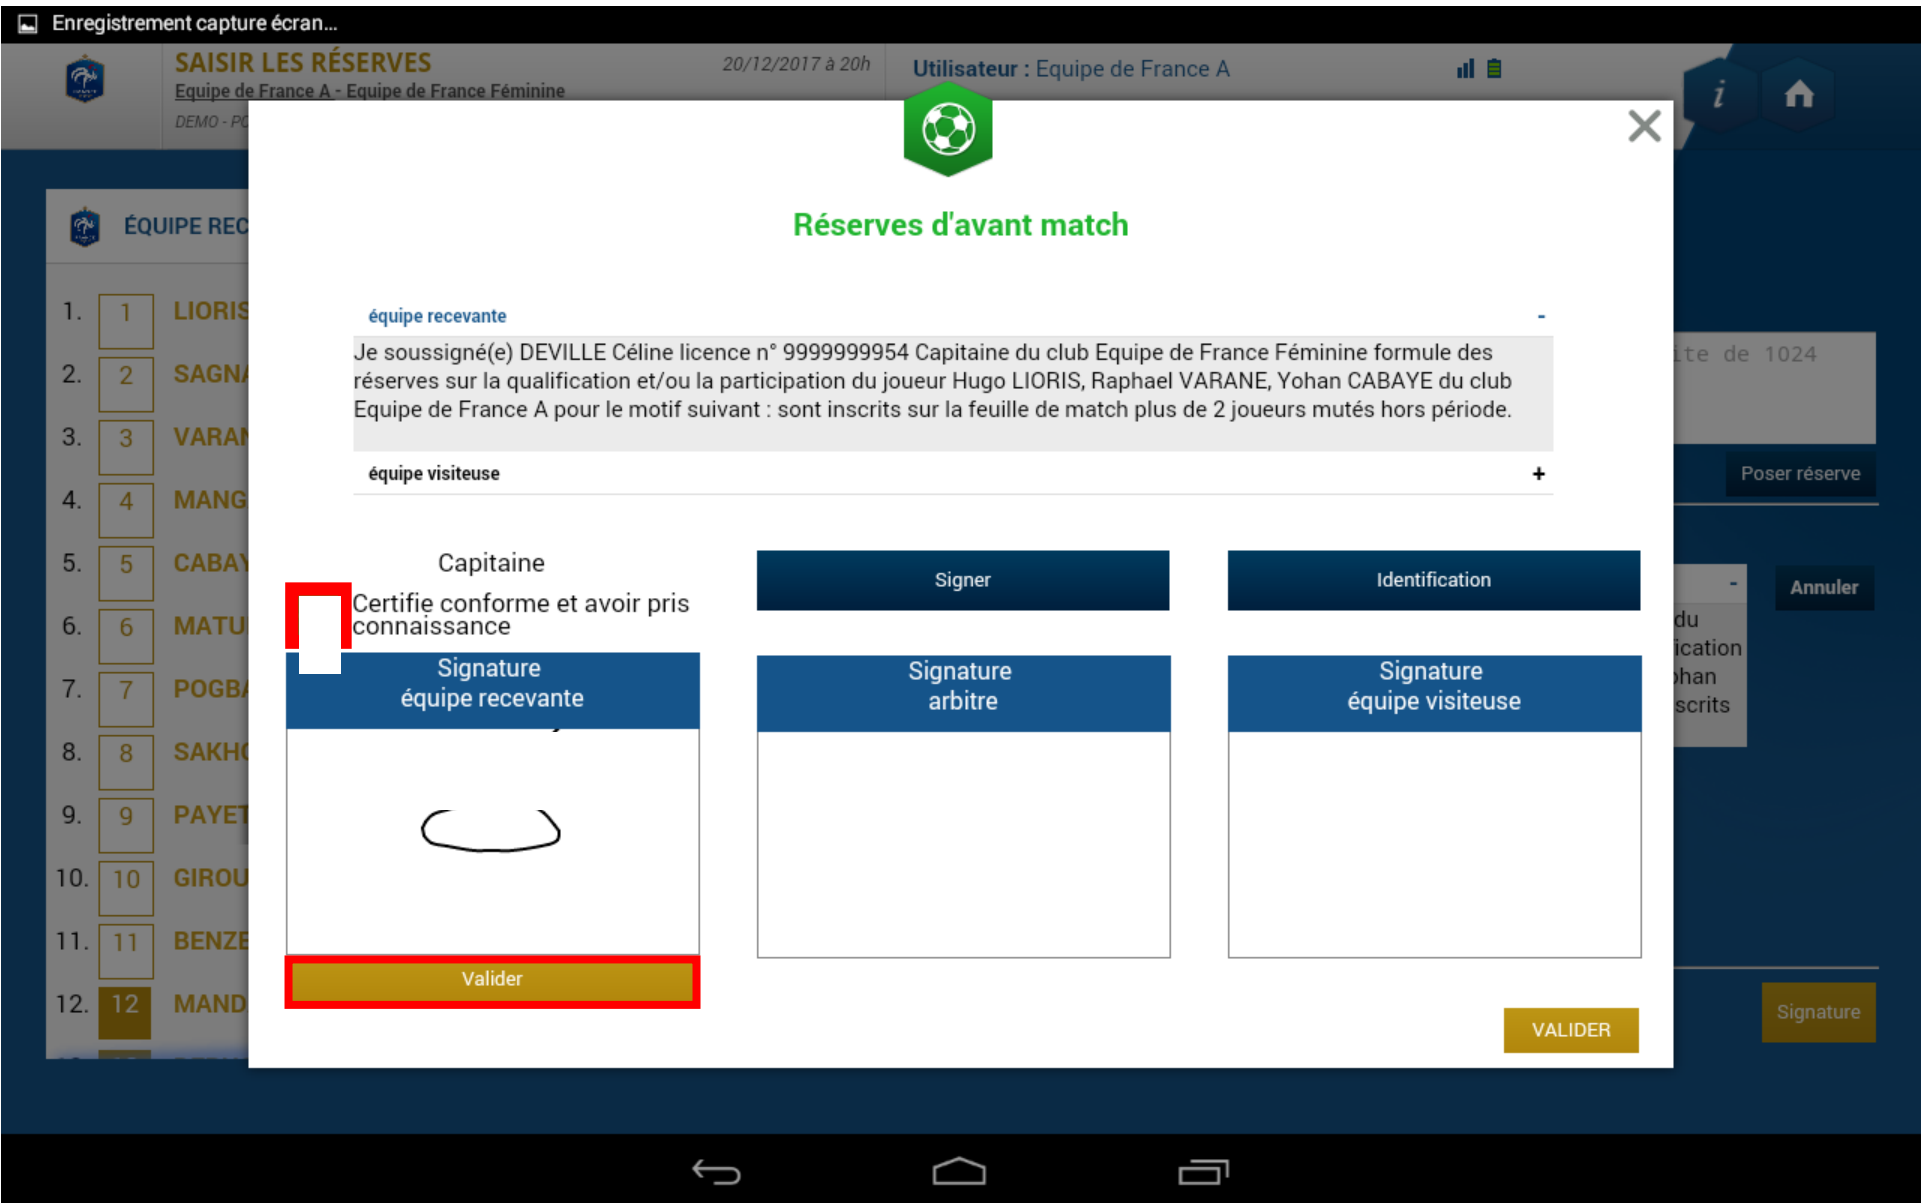 Enregistrement capture écran...
SAISIR LES RÉSERVES
20/12/2017 à 20h
Utilisateur : Equipe de France A
Equipe de France A - Equipe de France Féminine
DEMO - PO
i
Réserves d'avant match
ÉQUIPE REC
équipe recevante -
Je soussigné(e) DEVILLE Céline licence n° 9999999954 Capitaine du club Equipe de France Féminine formule des
réserves sur la qualification et/ou la participation du joueur Hugo LIORIS, Raphael VARANE, Yohan CABAYE du club
Equipe de France A pour le motif suivant : sont inscrits sur la feuille de match plus de 2 joueurs mutés hors période.
équipe visiteuse +
1. 1 LIORIS
2. 2 SAGNA
3. 3 VARAN
4. 4 MANG
5. 5 CABAY
6. 6 MATU
7. 7 POGBA
8. 8 SAKHO
9. 9 PAYET
10. 10 GIROU
11. 11 BENZE
12. 12 MAND
ite de 1024
Poser réserve
- Annuler
du
ication
ohan
scrits
Signature
Capitaine
Certifie conforme et avoir pris
connaissance
Signer
Identification
Signature
équipe recevante
Signature
arbitre
Signature
équipe visiteuse
Valider
VALIDER